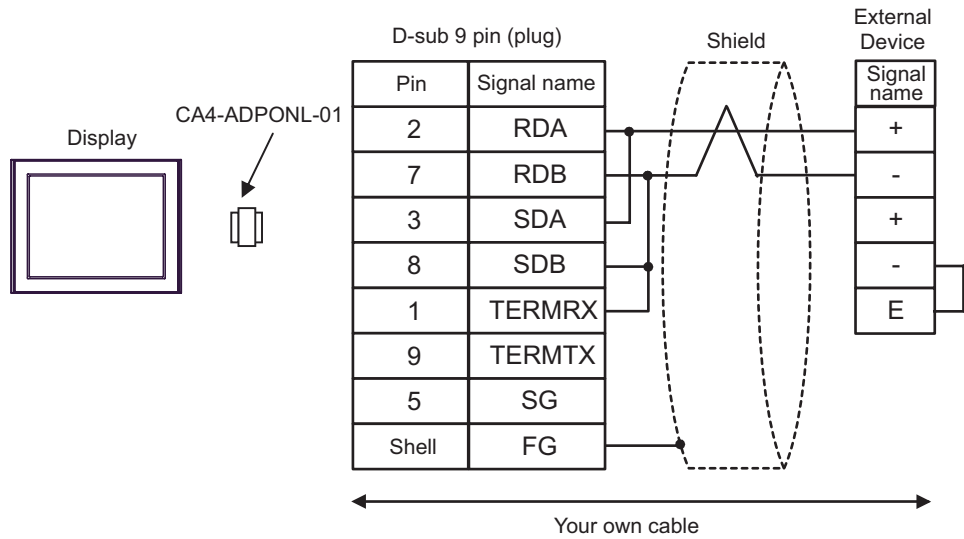 External
Device
D-sub 9 pin (plug)
Shield
Pin Signal name
Signal
name
CA4-ADPONL-01
Display
2 RDA +
7 RDB -
3 SDA +
8 SDB -
1 TERMRX E
9 TERMTX
5 SG
Shell FG
Your own cable